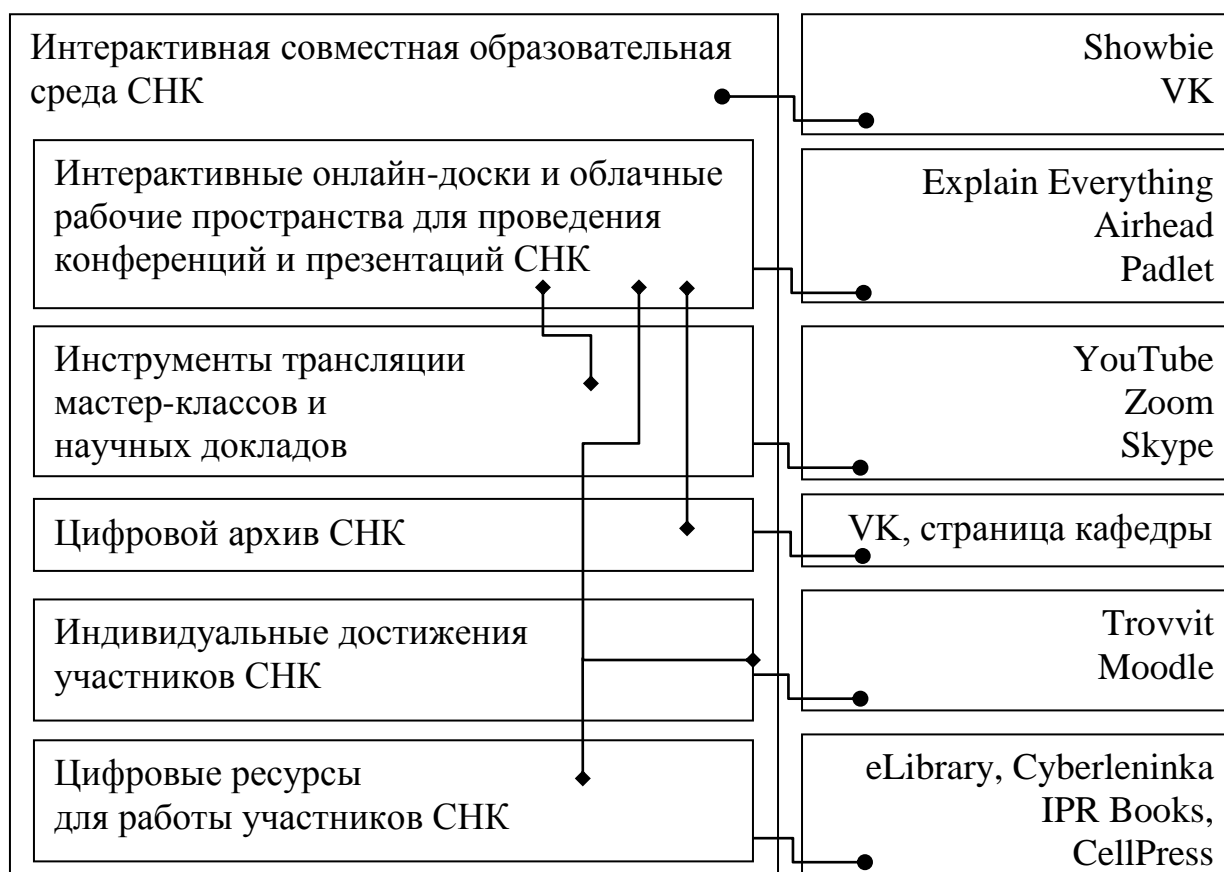 Интерактивная совместная образовательная
среда СНК
Showbie
VK
Интерактивные онлайн-доски и облачные
рабочие пространства для проведения
конференций и презентаций СНК
Explain Everything
Airhead
Padlet
Инструменты трансляции
мастер-классов и
научных докладов
YouTube
Zoom
Skype
Цифровой архив СНК
VK, страница кафедры
Индивидуальные достижения
участников СНК
Trovvit
Moodle
Цифровые ресурсы
для работы участников СНК
eLibrary, Cyberleninka
IPR Books,
CellPress